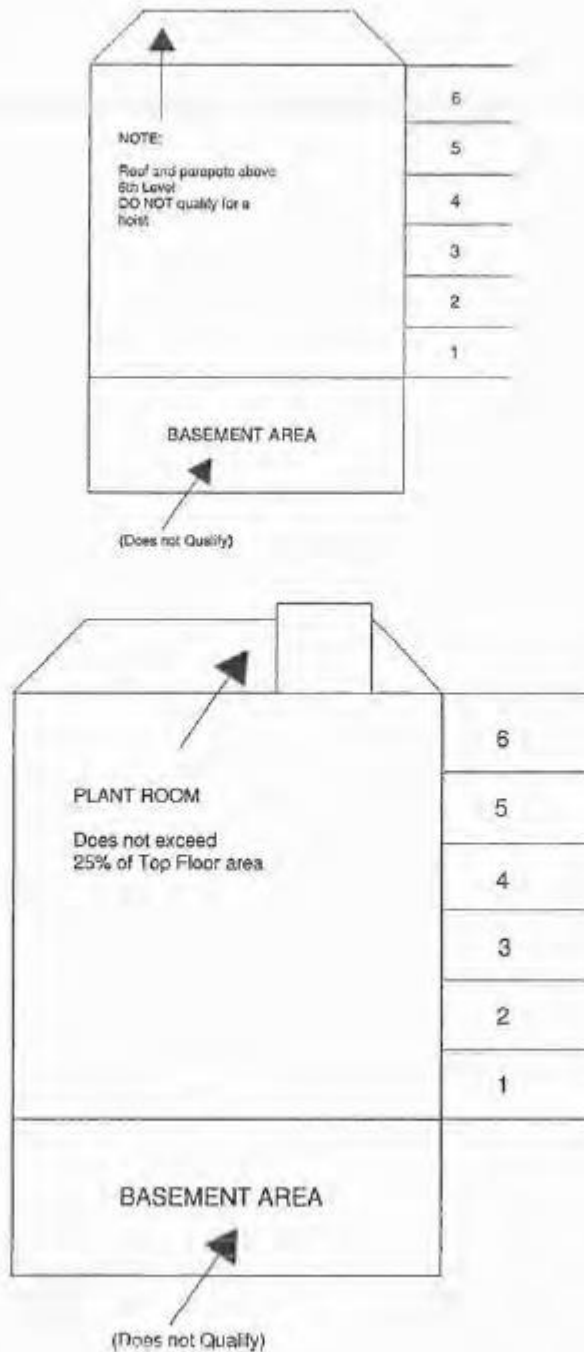 6
NOTE:
5
Roof and parapets above
6th Level
DO NOT qualify for a
hoist
4
3
2
1
BASEMENT AREA
(Does not Qualify)
6
PLANT ROOM
5
Does not exceed
25% of Top Floor area
4
3
2
1
BASEMENT AREA
(Does not Qualify)